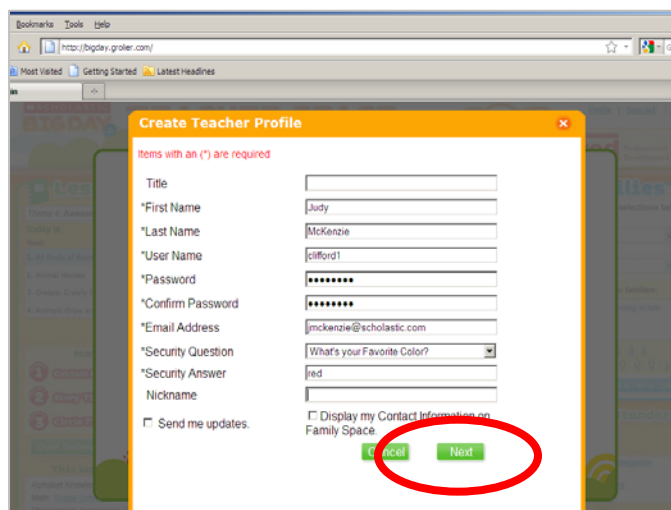 Bookmarks Tools Help
http://bigday.grolier.com/
Most Visited Getting Started Latest Headlines
BIG DAY
Create Teacher Profile
Items with an (*) are required
Title
*First Name Judy
*Last Name McKenzie
*User Name clifford1
*Password ••••••••
*Confirm Password ••••••••
*Email Address jmckenzie@scholastic.com
*Security Question What's your Favorite Color?
*Security Answer red
Nickname
Send me updates. Display my Contact Information on
Family Space.
Cancel Next